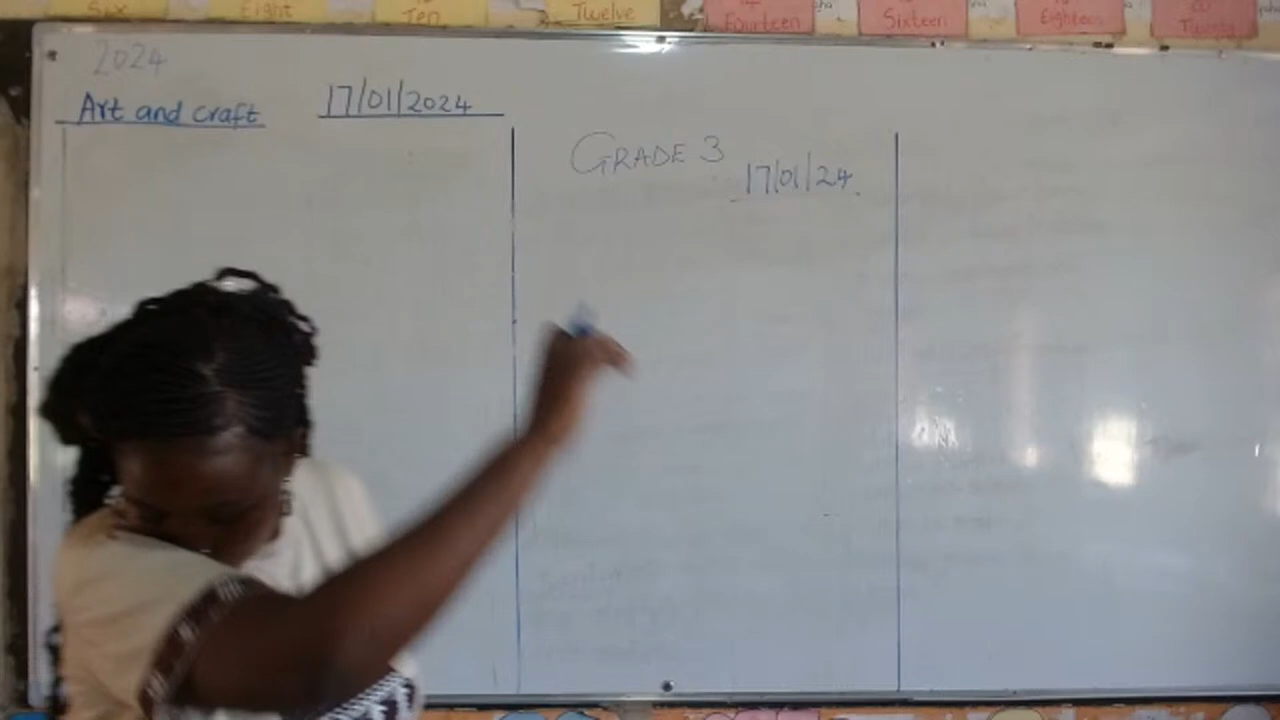 Six Eight Ten Twelve Fourteen Sixteen Eighteen Twenty
2024
Art and craft 17/01/2024
GRADE 3
17/01/24